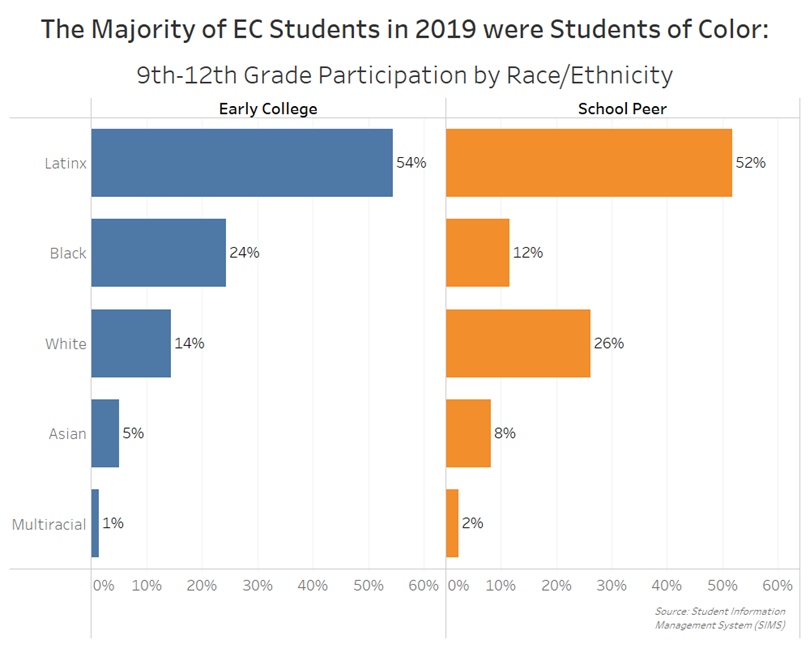 The Majority of EC Students in 2019 were Students of Color:
9th-12th Grade Participation by Race/Ethnicity
Early College School Peer
Latinx 54% 52%
Black 24% 12%
White 14% 26%
Asian 5% 8%
Multiracial 1% 2%
0% 10% 20% 30% 40% 50% 60% 0% 10% 20% 30% 40% 50% 60%
Source: Student Information
Management System (SIMS)